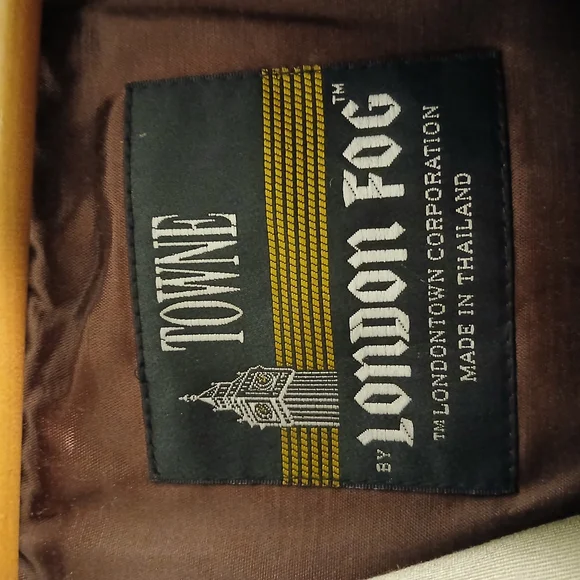 TOWNE
BY LONDON FOG™
™ LONDONTOWN CORPORATION
MADE IN THAILAND